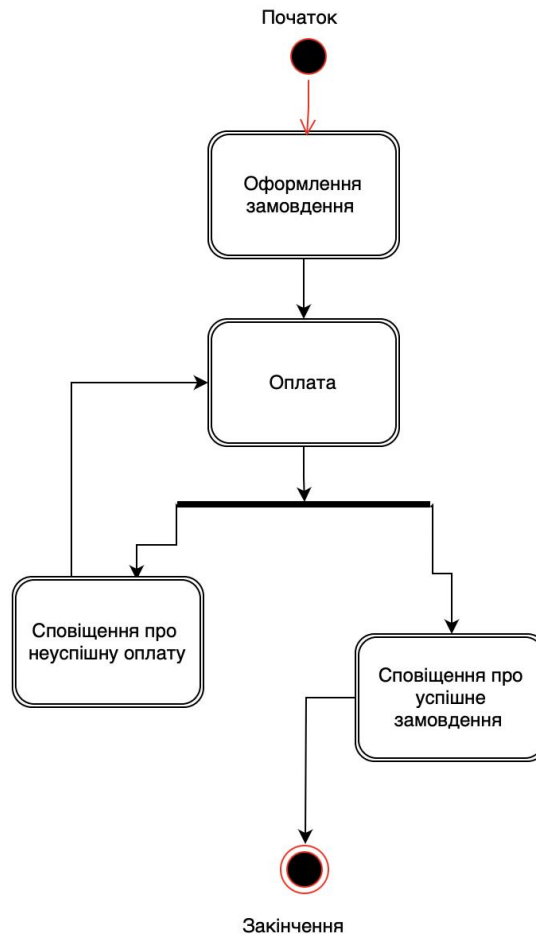 Початок
Оформлення
замовдення
Оплата
Сповіщення про
неуспішну оплату
Сповіщення про
успішне
замовдення
Закінчення